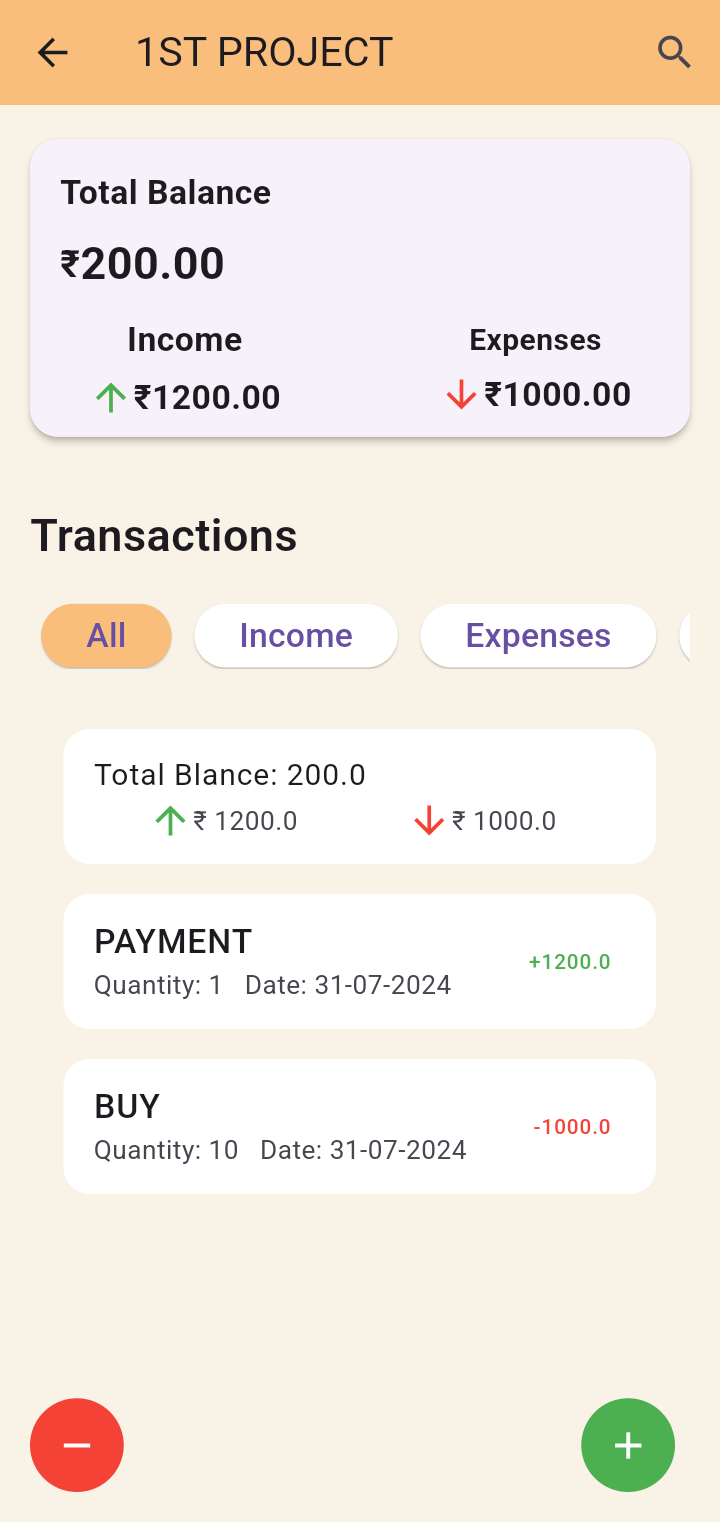 1ST PROJECT
Total Balance
₹200.00
Income Expenses
₹1200.00 ₹1000.00
Transactions
All Income Expenses
Total Blance: 200.0
₹ 1200.0 ₹ 1000.0
PAYMENT
+1200.0
Quantity: 1 Date: 31-07-2024
BUY
-1000.0
Quantity: 10 Date: 31-07-2024